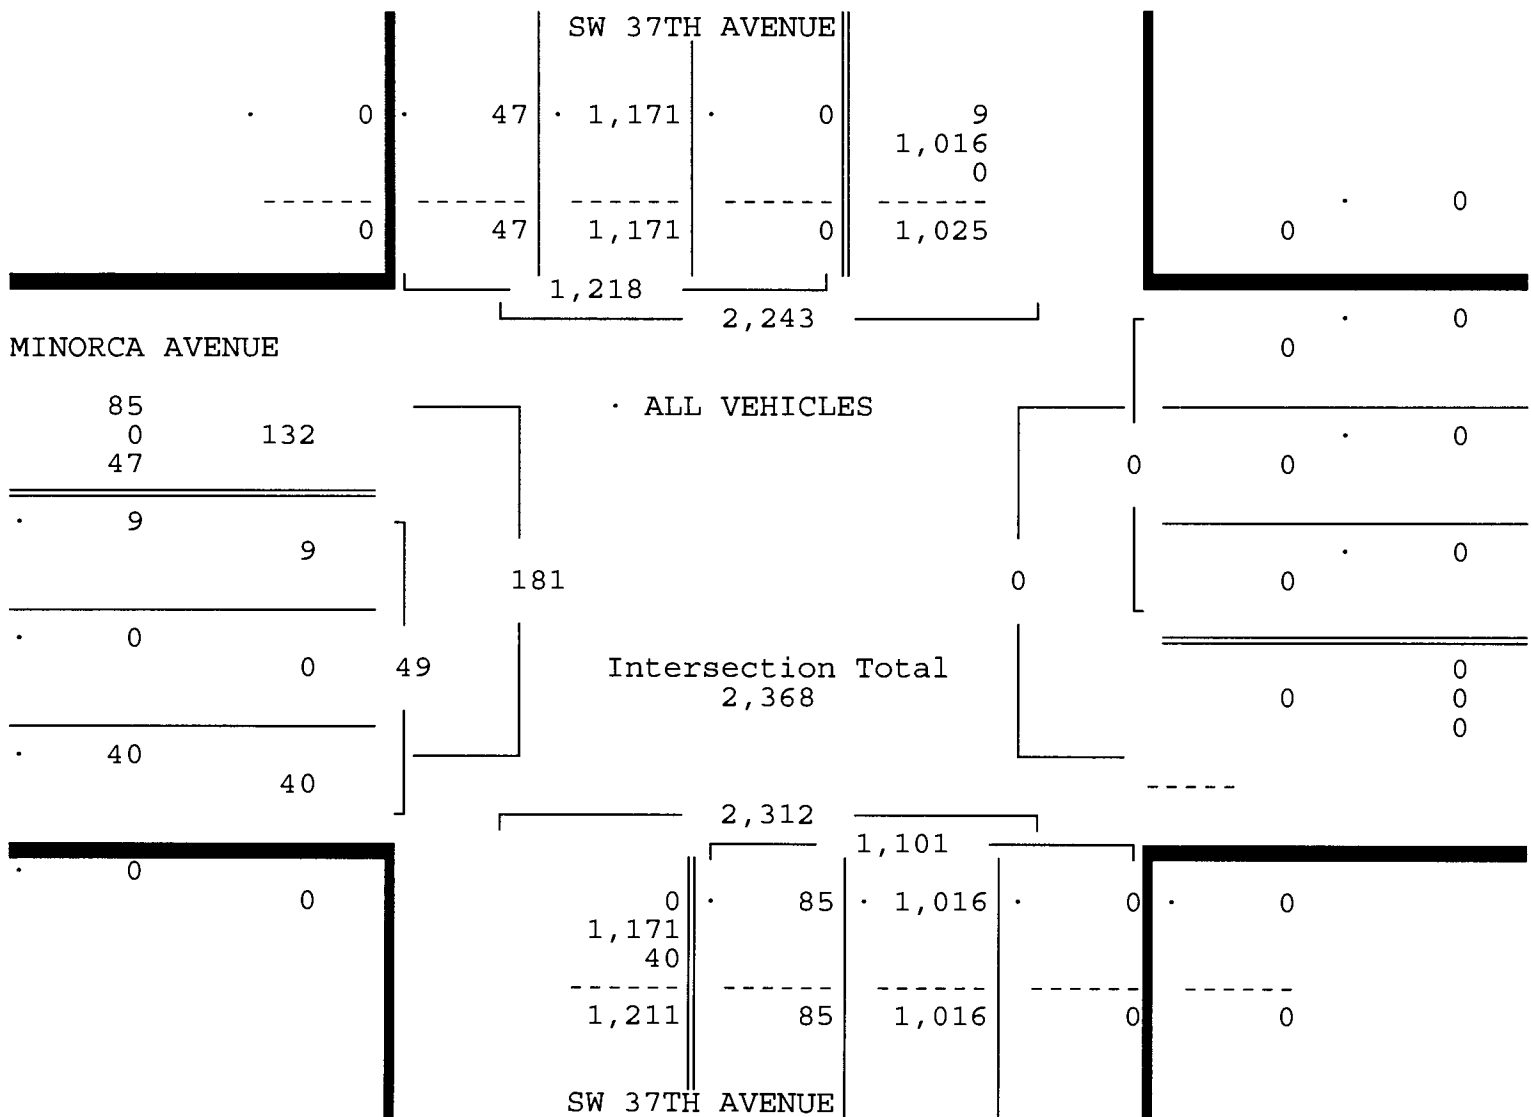 SW 37TH AVENUE
· 0 · 47 · 1,171 · 0 9
1,016
0
------ ------ ------ ------ ------ · 0
0 47 1,171 0 1,025 0
1,218
2,243 · 0
MINORCA AVENUE 0
85 · ALL VEHICLES
0 132 · 0
47 0 0
· 9
9 · 0
181 0 0
· 0
0 49 Intersection Total 0
2,368 0 0
0
· 40
40 -----
2,312
1,101
· 0
0 0 · 85 · 1,016 · 0 · 0
1,171
40
------ ------ ------ ------ ------
1,211 85 1,016 0 0
SW 37TH AVENUE